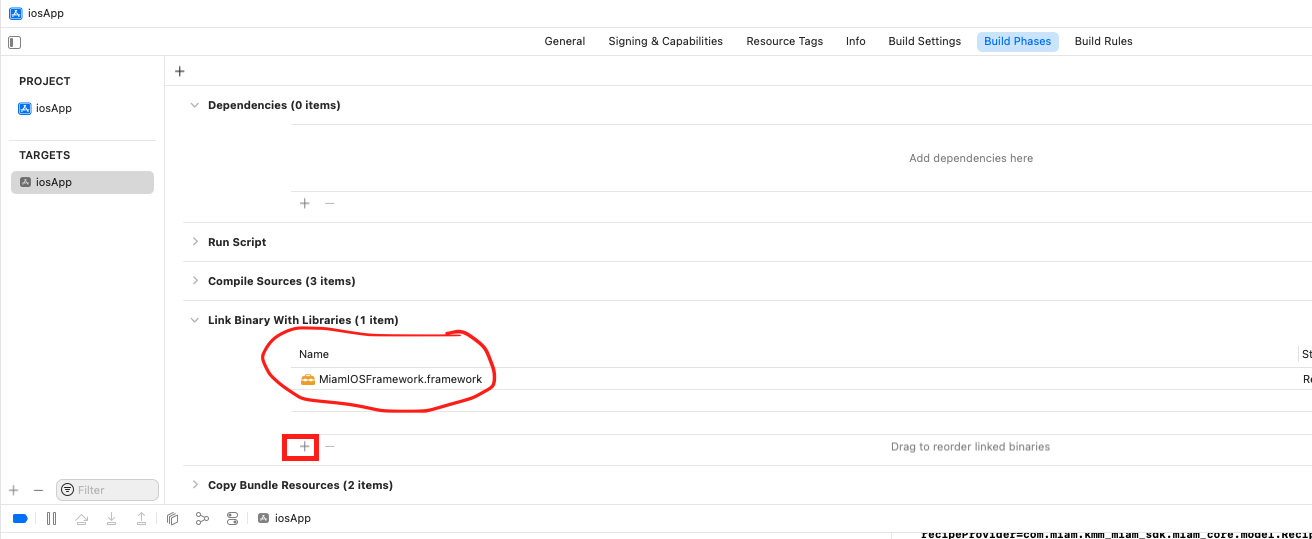 iosApp
General Signing & Capabilities Resource Tags Info Build Settings Build Phases Build Rules
PROJECT
iosApp
TARGETS
iosApp
Dependencies (0 items)
Add dependencies here
Run Script
Compile Sources (3 items)
Link Binary With Libraries (1 item)
Name St
MiamIOSFramework.framework Re
Drag to reorder linked binaries
Copy Bundle Resources (2 items)
Filter
iosApp
recipeProvider=com.miam.kmm_miam_sdk.miam_core.model.Recip